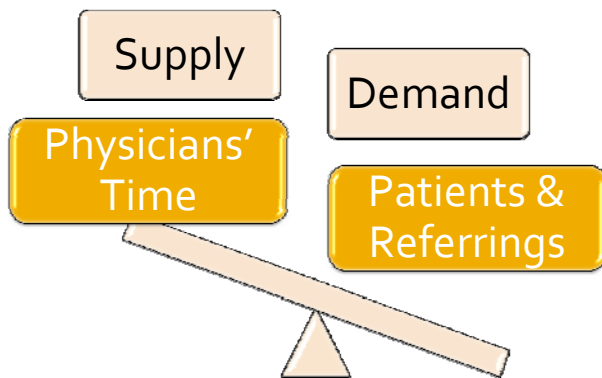 Supply
Physicians’
Time
Demand
Patients &
Referrings